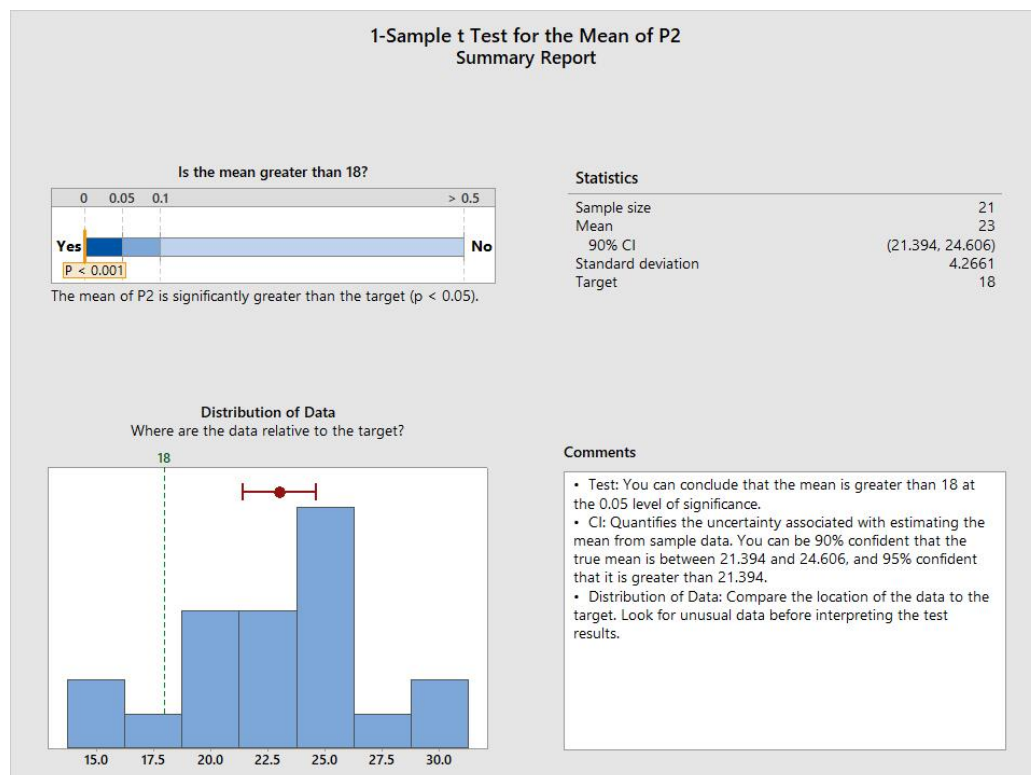 1-Sample t Test for the Mean of P2
Summary Report
Is the mean greater than 18?
0 0.05 0.1 > 0.5
Yes No
P < 0.001
The mean of P2 is significantly greater than the target (p < 0.05).
Statistics
Sample size 21
Mean 23
90% CI (21.394, 24.606)
Standard deviation 4.2661
Target 18
Distribution of Data
Where are the data relative to the target?
18
15.0 17.5 20.0 22.5 25.0 27.5 30.0
Comments
• Test: You can conclude that the mean is greater than 18 at
the 0.05 level of significance.
• CI: Quantifies the uncertainty associated with estimating the
mean from sample data. You can be 90% confident that the
true mean is between 21.394 and 24.606, and 95% confident
that it is greater than 21.394.
• Distribution of Data: Compare the location of the data to the
target. Look for unusual data before interpreting the test
results.